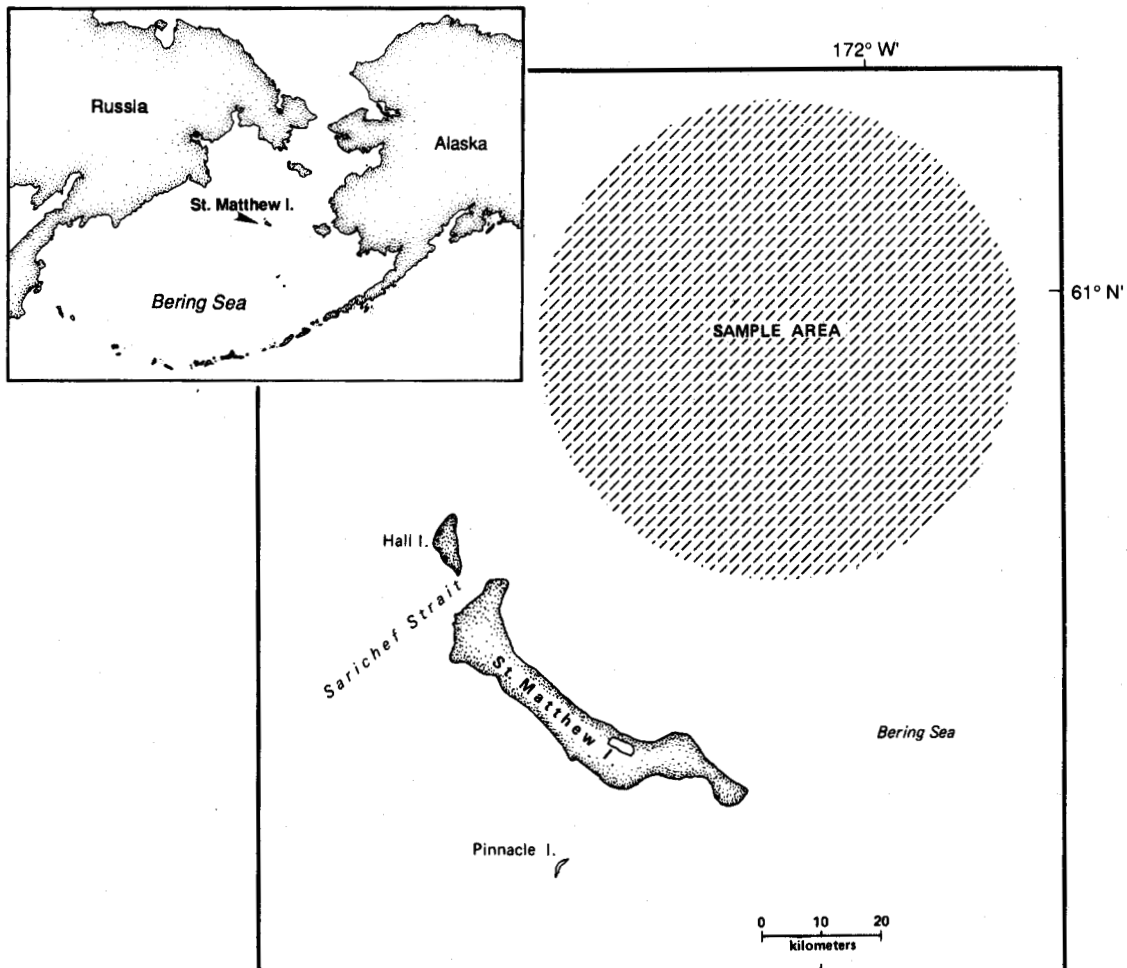 Russia
Alaska
St. Matthew I.
Bering Sea
172° W'
61° N'
SAMPLE AREA
Hall I.
Sarichef Strait
St. Matthew I.
Bering Sea
Pinnacle I.
0 10 20
kilometers